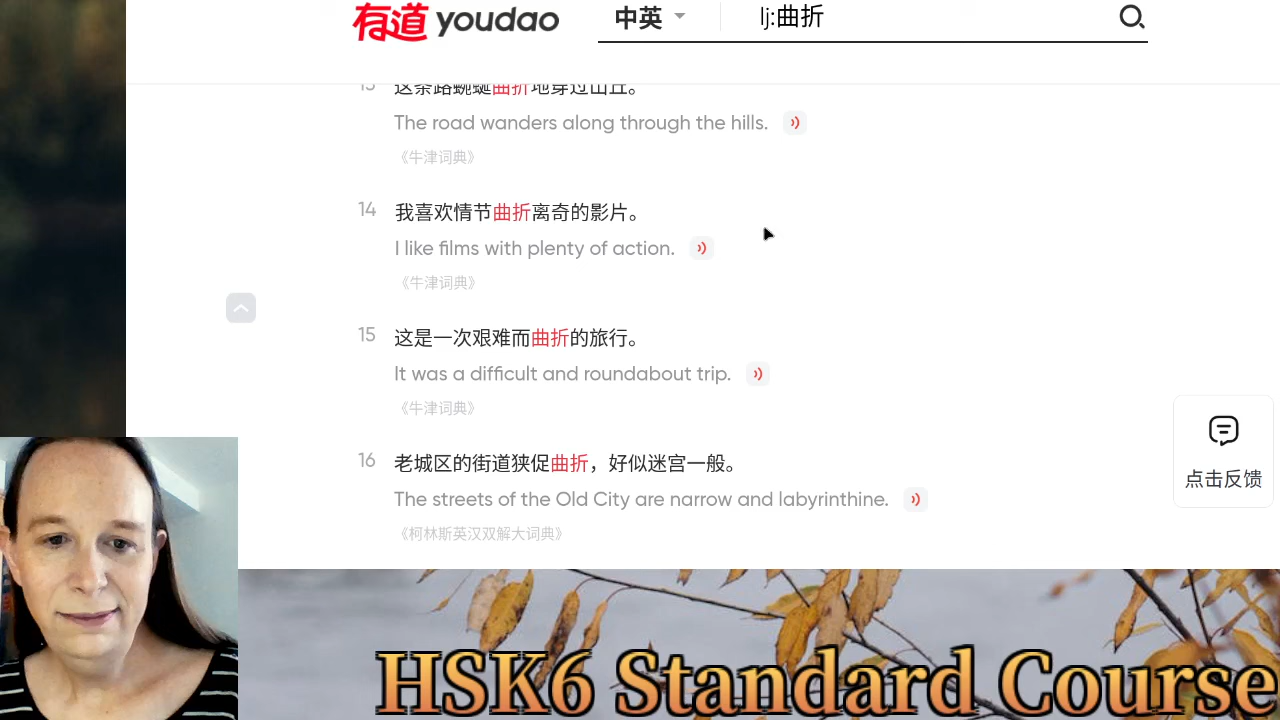 有道 youdao 中英 lj:曲折
13 这条路蜿蜒曲折地穿过山丘。
The road wanders along through the hills.
《牛津词典》
14 我喜欢情节曲折离奇的影片。
I like films with plenty of action.
《牛津词典》
15 这是一次艰难而曲折的旅行。
It was a difficult and roundabout trip.
《牛津词典》
16 老城区的街道狭促曲折，好似迷宫一般。
The streets of the Old City are narrow and labyrinthine.
《柯林斯英汉双解大词典》
点击反馈
HSK6 Standard Course